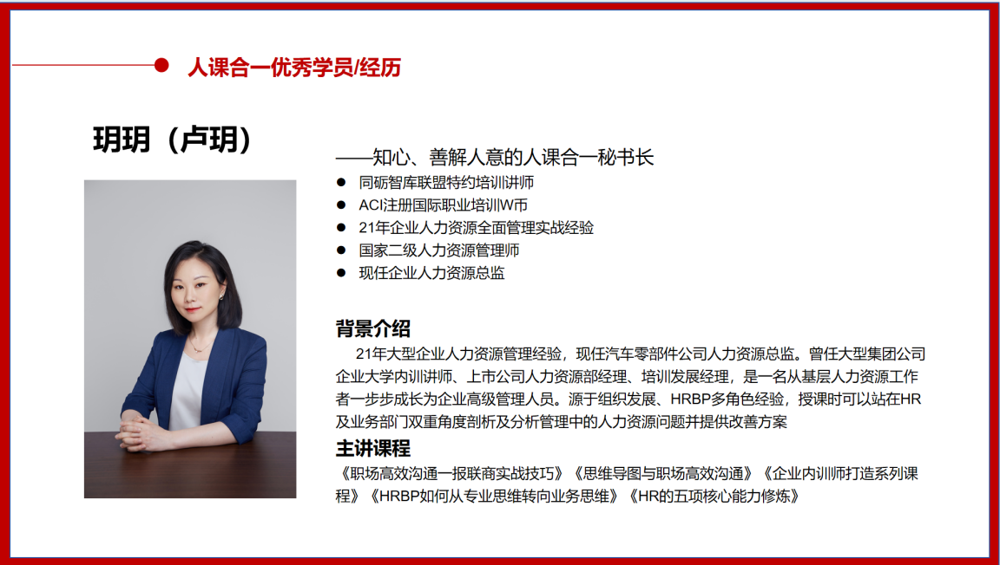 人课合一优秀学员/经历
玥玥（卢玥）
——知心、善解人意的人课合一秘书长
● 同砺智库联盟特约培训讲师
● ACI注册国际职业培训W币
● 21年企业人力资源全面管理实战经验
● 国家二级人力资源管理师
● 现任企业人力资源总监
背景介绍
21年大型企业人力资源管理经验，现任汽车零部件公司人力资源总监。曾任大型集团公司
企业大学内训讲师、上市公司人力资源部经理、培训发展经理，是一名从基层人力资源工作
者一步步成长为企业高级管理人员。源于组织发展、HRBP多角色经验，授课时可以站在HR
及业务部门双重角度剖析及分析管理中的人力资源问题并提供改善方案
主讲课程
《职场高效沟通一报联商实战技巧》《思维导图与职场高效沟通》《企业内训师打造系列课
程》《HRBP如何从专业思维转向业务思维》《HR的五项核心能力修炼》